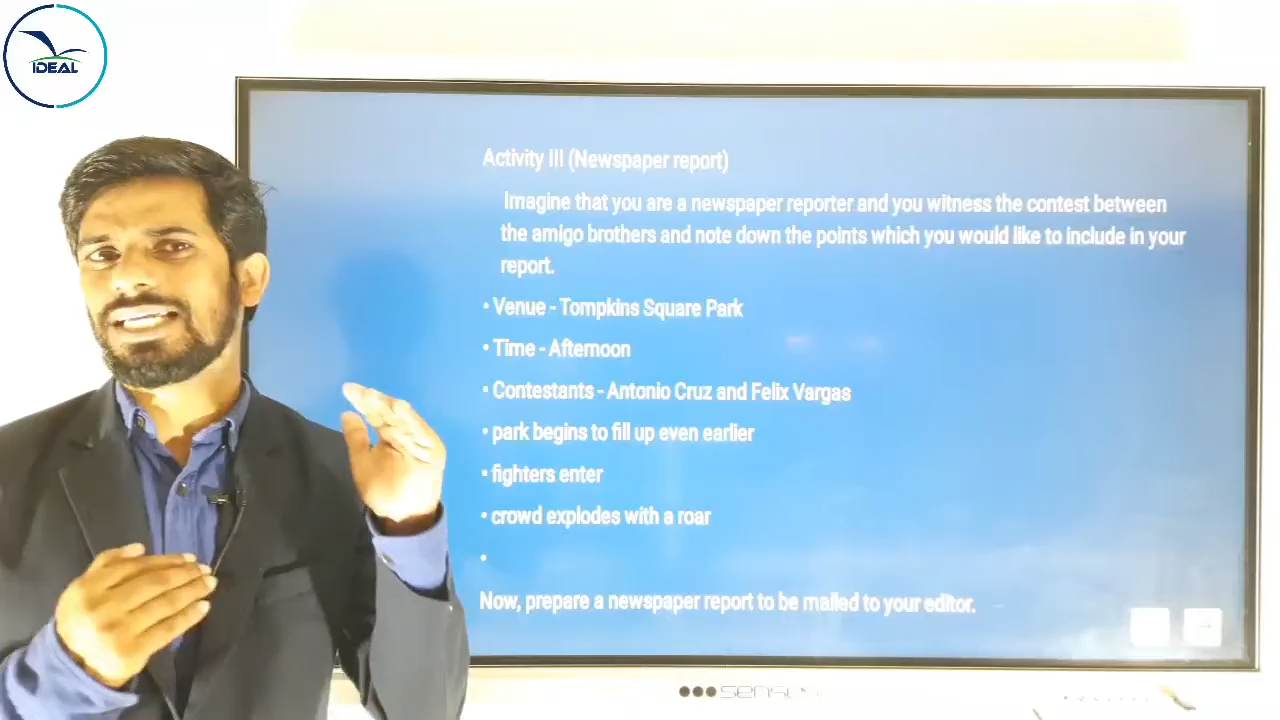 IDEAL
Activity III (Newspaper report)
Imagine that you are a newspaper reporter and you witness the contest between
the amigo brothers and note down the points which you would like to include in your
report.
• Venue - Tompkins Square Park
• Time - Afternoon
• Contestants - Antonio Cruz and Felix Vargas
• park begins to fill up even earlier
• fighters enter
• crowd explodes with a roar
•
Now, prepare a newspaper report to be mailed to your editor.